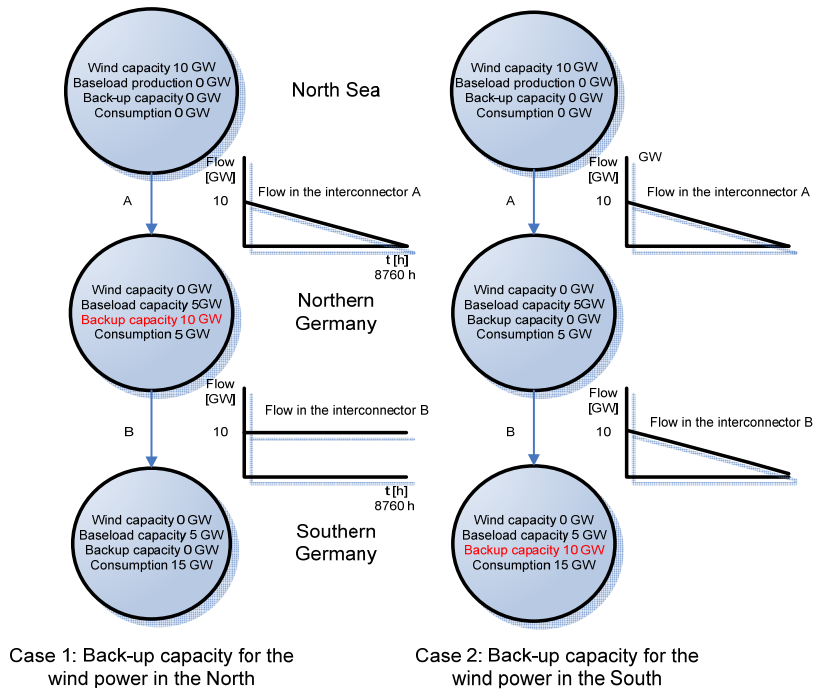 Wind capacity 10 GW
Baseload production 0 GW
Back-up capacity 0 GW
Consumption 0 GW
North Sea
Wind capacity 10 GW
Baseload production 0 GW
Back-up capacity 0 GW
Consumption 0 GW
A
Flow
[GW]
10
Flow in the interconnector A
t [h]
8760 h
A
Flow
[GW]
GW
10
Flow in the interconnector A
Wind capacity 0 GW
Baseload capacity 5GW
Backup capacity 10 GW
Consumption 5 GW
Northern
Germany
Wind capacity 0 GW
Baseload capacity 5GW
Backup capacity 0 GW
Consumption 5 GW
B
Flow
[GW]
10
Flow in the interconnector B
t [h]
8760 h
B
Flow
[GW]
10
Flow in the interconnector B
Wind capacity 0 GW
Baseload capacity 5 GW
Backup capacity 0 GW
Consumption 15 GW
Southern
Germany
Wind capacity 0 GW
Baseload capacity 5 GW
Backup capacity 10 GW
Consumption 15 GW
Case 1: Back-up capacity for the
wind power in the North
Case 2: Back-up capacity for the
wind power in the South